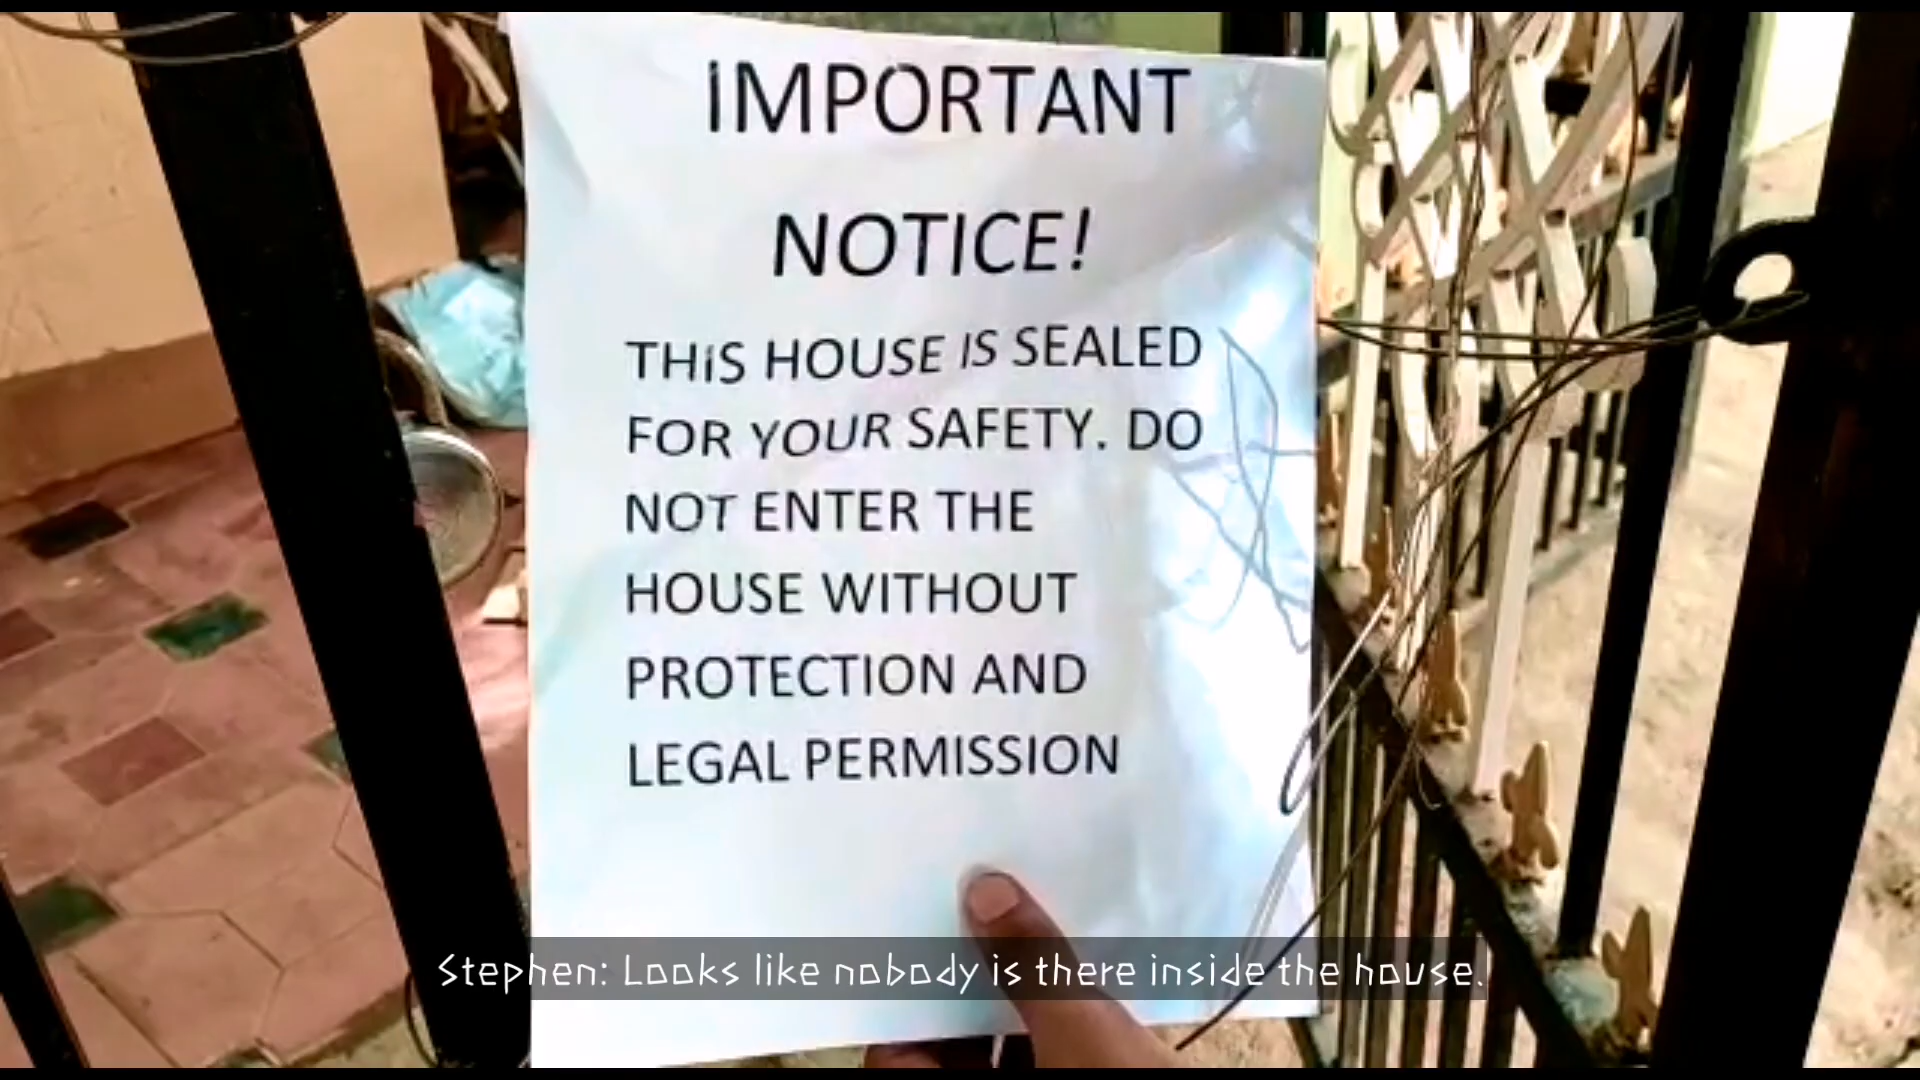 IMPORTANT
NOTICE!
THiS HOUSE IS SEALED
FOR YOUR SAFETY. DO
NOT ENTER THE
HOUSE WITHOUT
PROTECTION AND
LEGAL PERMISSION
Stephen: Looks like nobody is there inside the house.